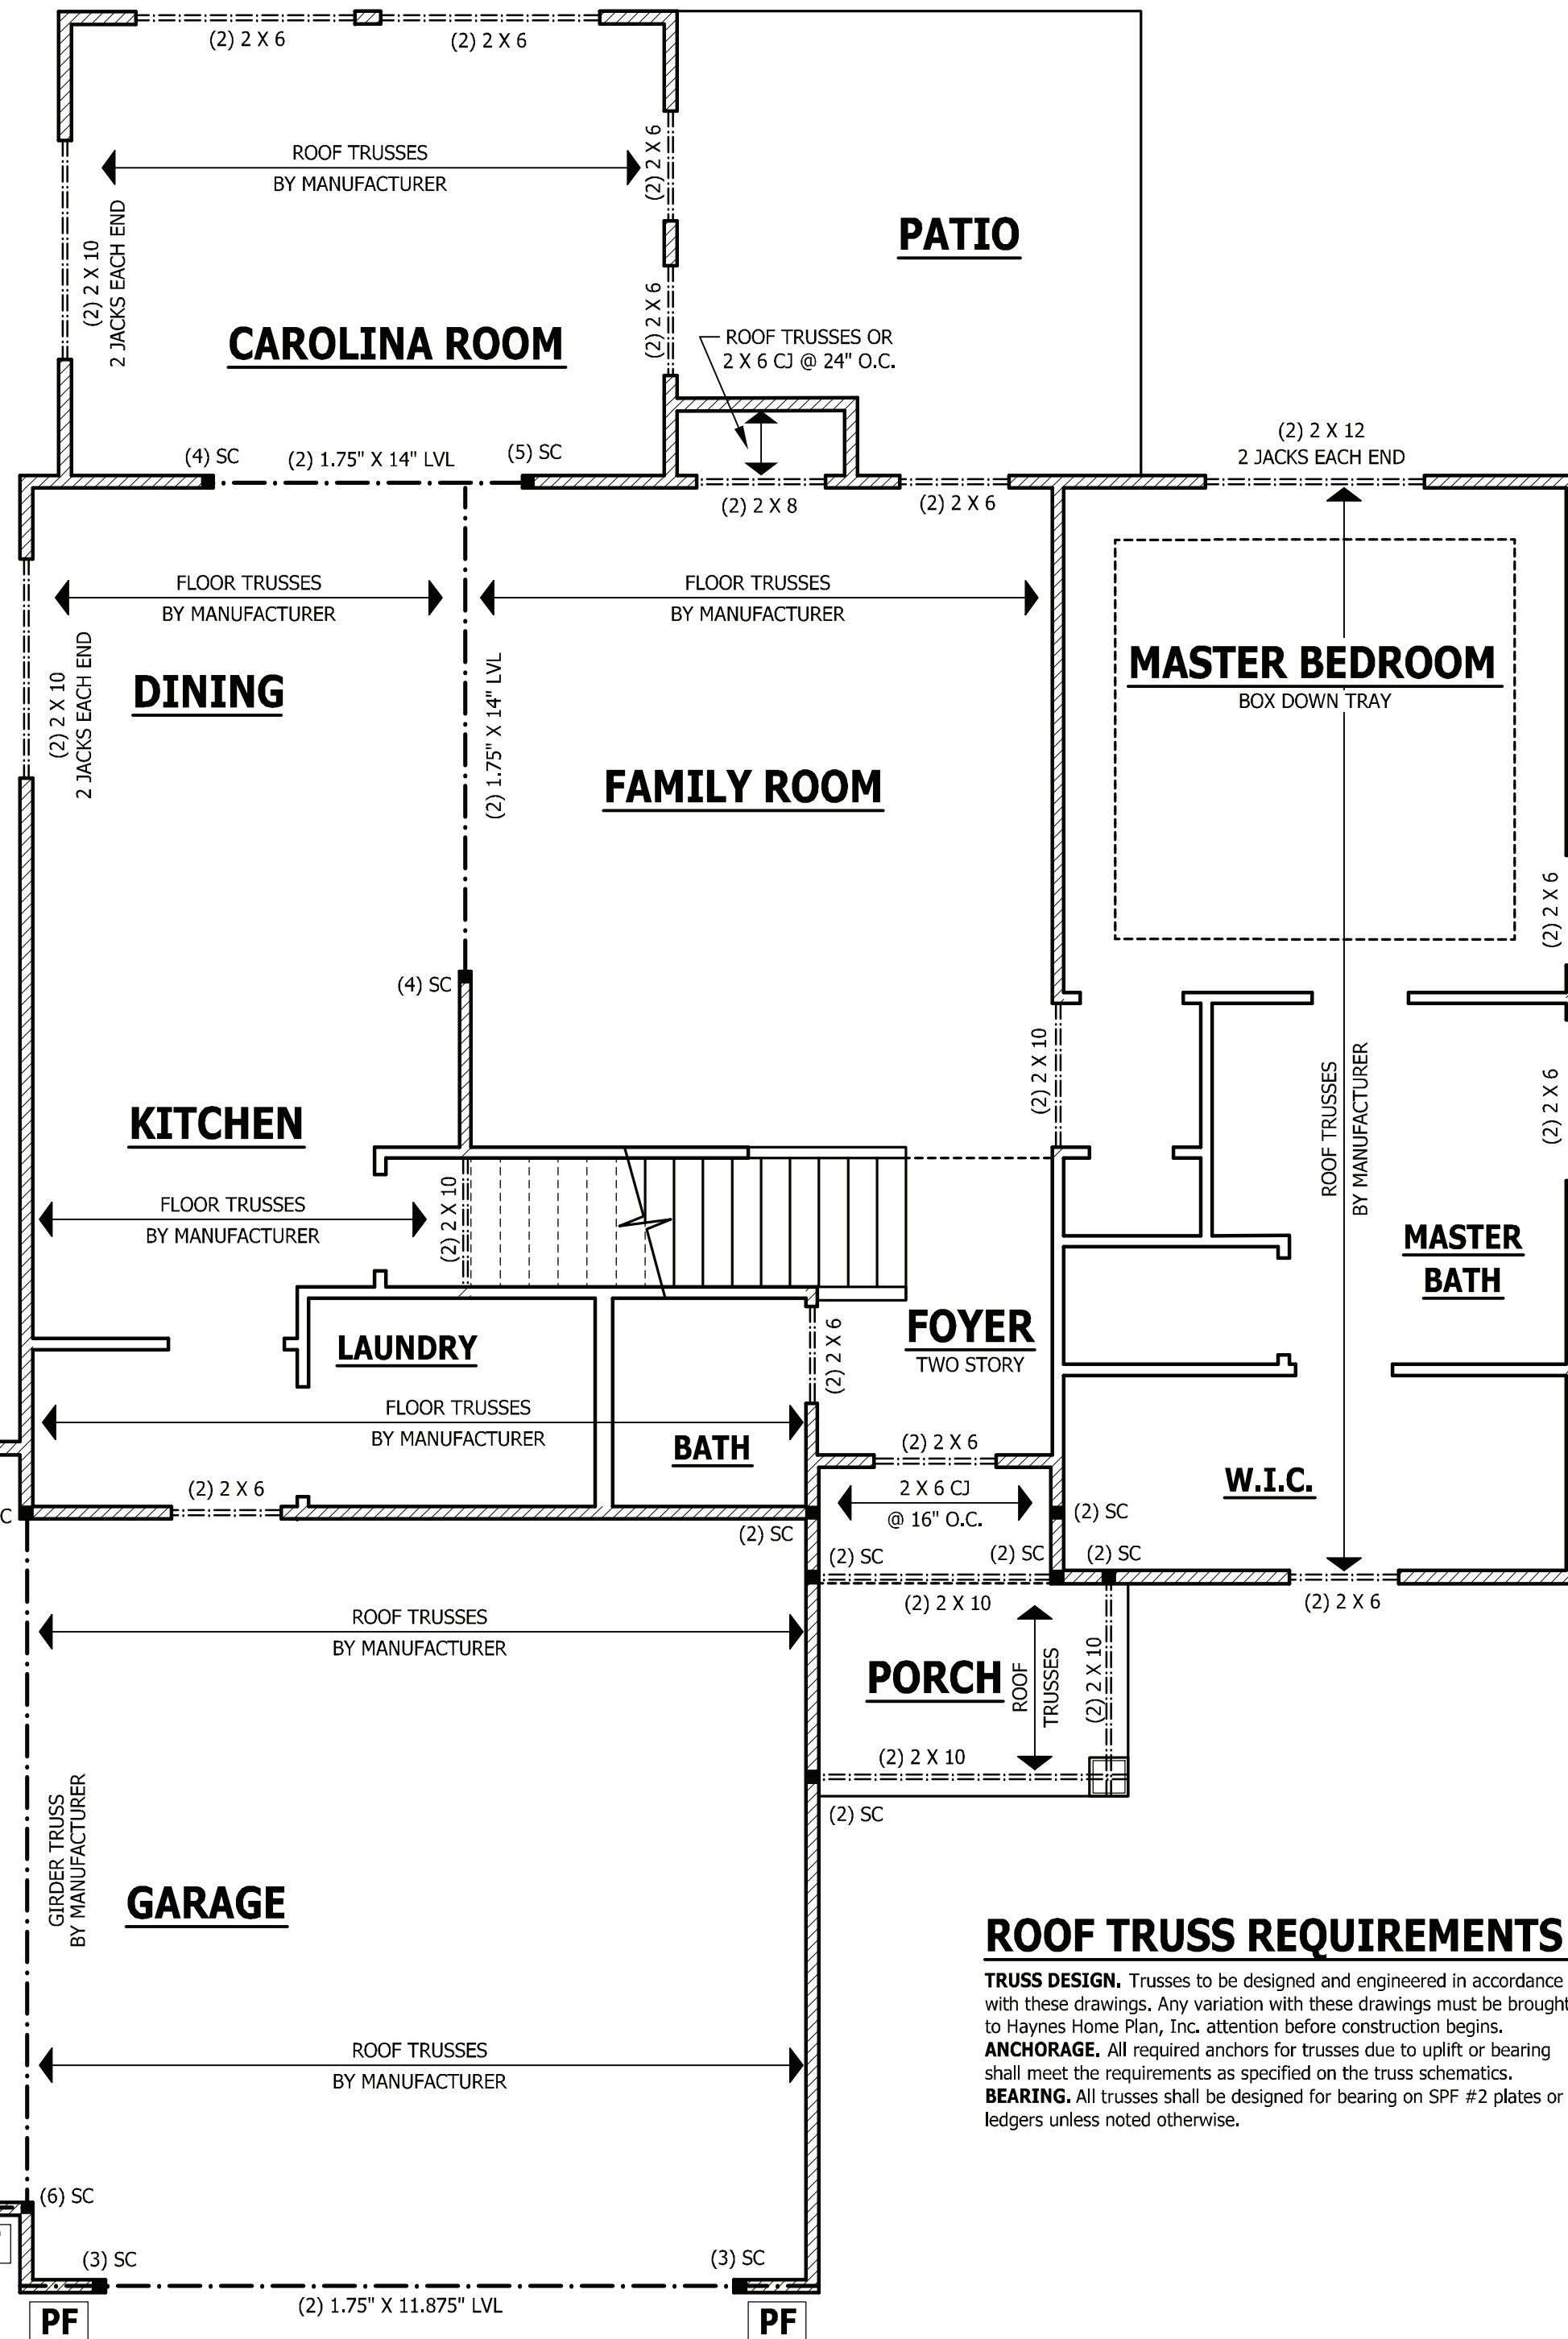 (2) 2 X 6
(2) 2 X 6
ROOF TRUSSES
BY MANUFACTURER
(2) 2 X 6
(2) 2 X 10
2 JACKS EACH END
PATIO
(2) 2 X 6
CAROLINA ROOM
ROOF TRUSSES OR
2 X 6 CJ @ 24" O.C.
(4) SC
(2) 1.75" X 14" LVL
(5) SC
(2) 2 X 12
2 JACKS EACH END
(2) 2 X 8
(2) 2 X 6
FLOOR TRUSSES
BY MANUFACTURER
FLOOR TRUSSES
BY MANUFACTURER
(2) 2 X 10
2 JACKS EACH END
DINING
(2) 1.75" X 14" LVL
MASTER BEDROOM
BOX DOWN TRAY
FAMILY ROOM
(2) 2 X 6
(4) SC
(2) 2 X 10
ROOF TRUSSES
BY MANUFACTURER
(2) 2 X 6
KITCHEN
FLOOR TRUSSES
BY MANUFACTURER
(2) 2 X 10
MASTER
BATH
LAUNDRY
(2) 2 X 6
FOYER
TWO STORY
FLOOR TRUSSES
BY MANUFACTURER
BATH
(2) 2 X 6
W.I.C.
(2) 2 X 6
2 X 6 CJ
@ 16" O.C.
(2) SC
C
(2) SC
(2) SC
(2) SC
(2) SC
(2) 2 X 10
(2) 2 X 6
ROOF TRUSSES
BY MANUFACTURER
PORCH
ROOF
TRUSSES
(2) 2 X 10
(2) 2 X 10
(2) SC
GIRDER TRUSS
BY MANUFACTURER
GARAGE
ROOF TRUSS REQUIREMENTS
TRUSS DESIGN. Trusses to be designed and engineered in accordance
with these drawings. Any variation with these drawings must be brought
to Haynes Home Plan, Inc. attention before construction begins.
ANCHORAGE. All required anchors for trusses due to uplift or bearing
shall meet the requirements as specified on the truss schematics.
BEARING. All trusses shall be designed for bearing on SPF #2 plates or
ledgers unless noted otherwise.
ROOF TRUSSES
BY MANUFACTURER
(6) SC
(3) SC
(3) SC
(2) 1.75" X 11.875" LVL
PF
PF